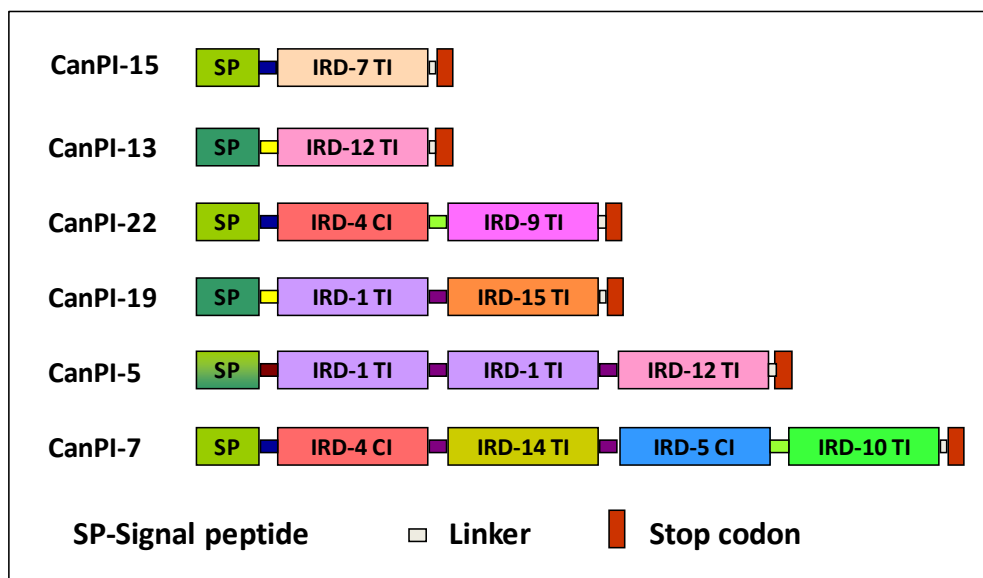 CanPI-15 SP IRD-7 TI
CanPI-13 SP IRD-12 TI
CanPI-22 SP IRD-4 CI IRD-9 TI
CanPI-19 SP IRD-1 TI IRD-15 TI
CanPI-5 SP IRD-1 TI IRD-1 TI IRD-12 TI
CanPI-7 SP IRD-4 CI IRD-14 TI IRD-5 CI IRD-10 TI
SP-Signal peptide Linker Stop codon